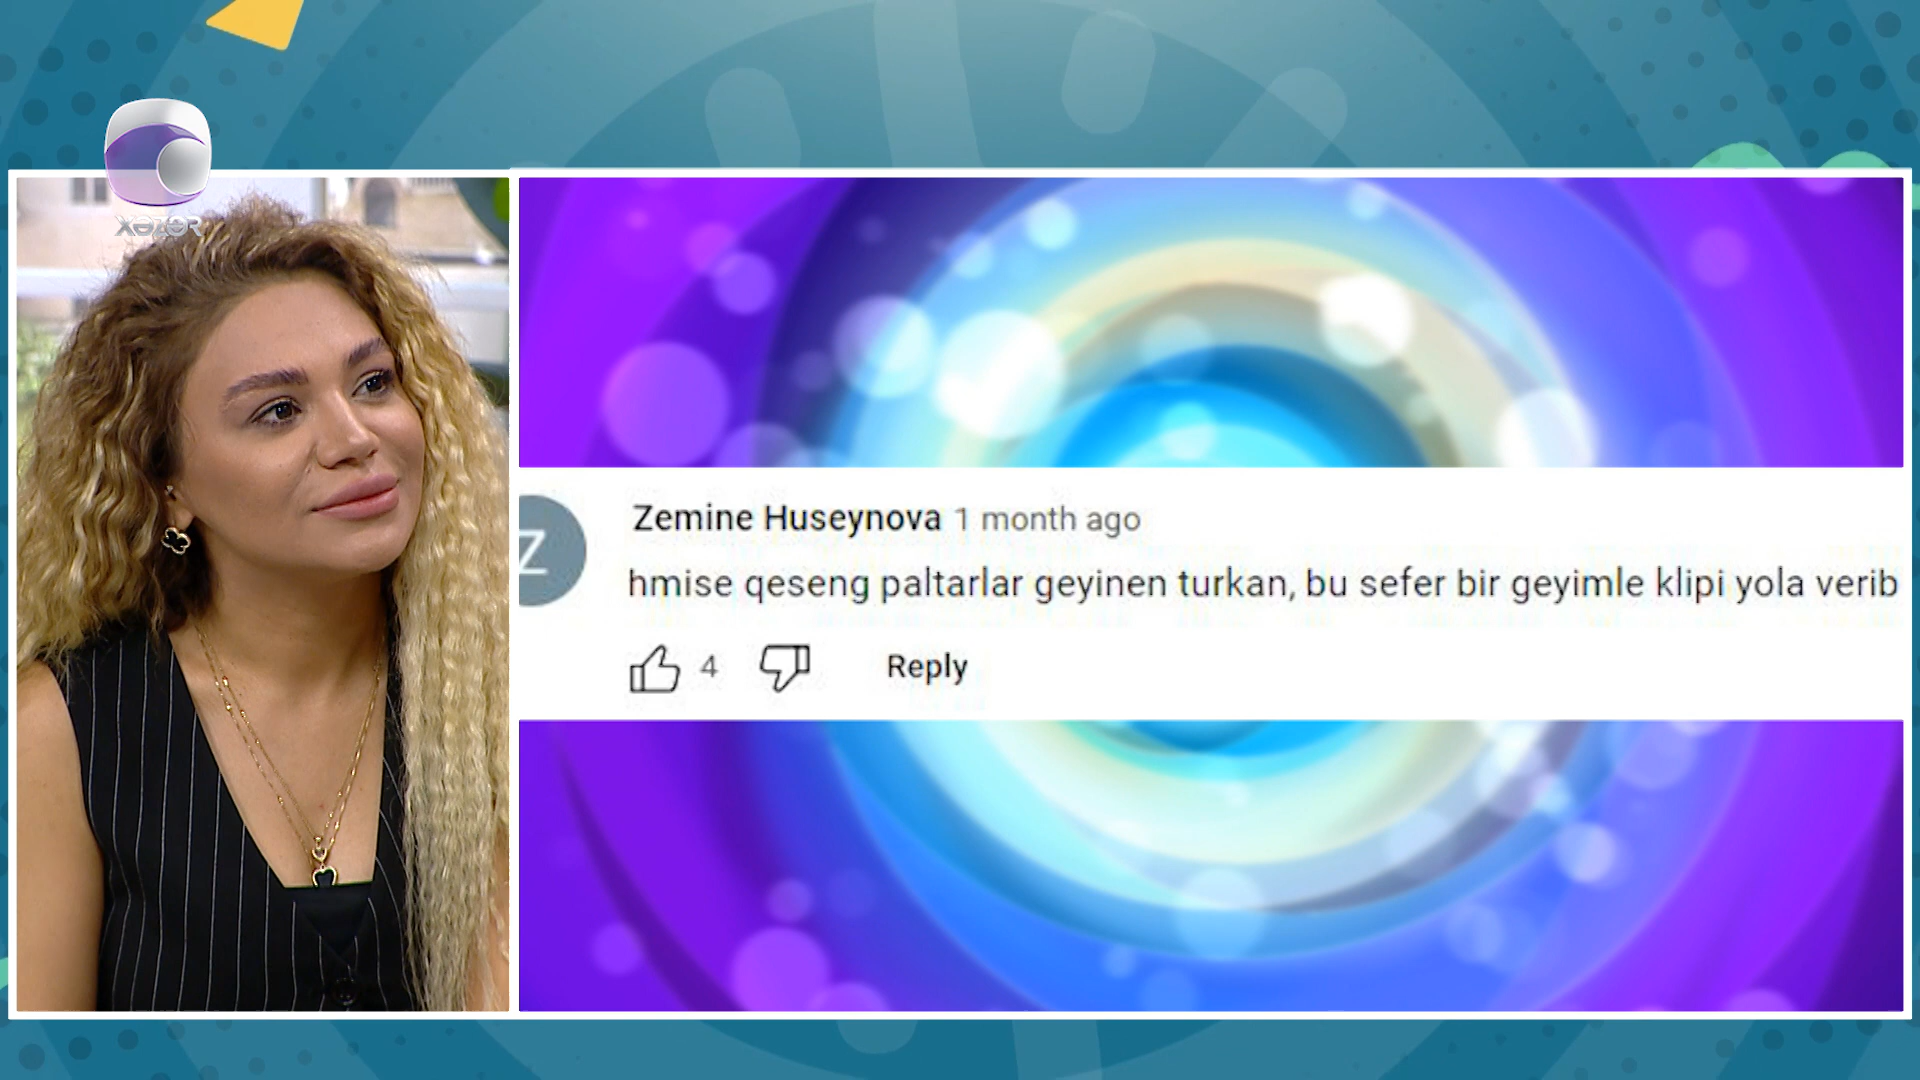 XƏZƏR
Z
Zemine Huseynova 1 month ago
hmise qeseng paltarlar geyinen turkan, bu sefer bir geyimle klipi yola verib
4 Reply